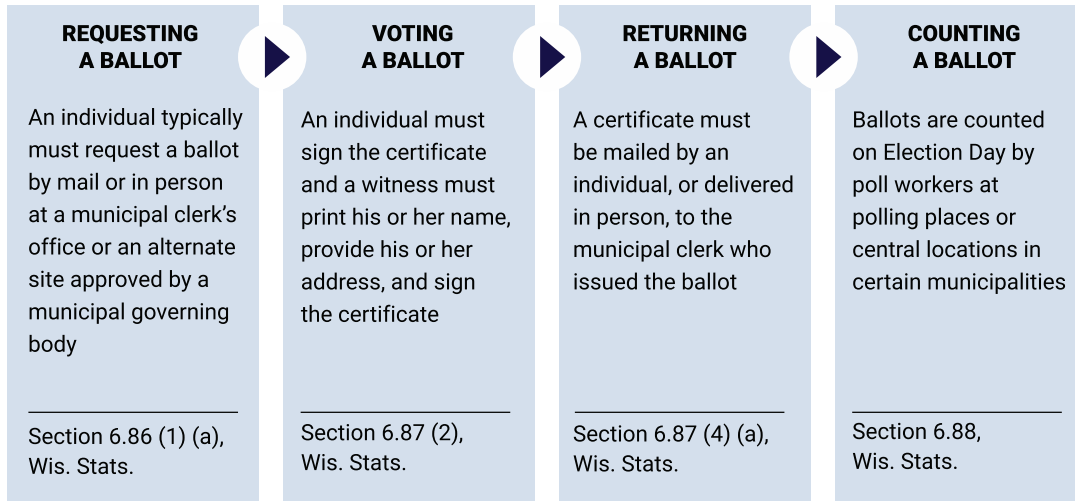 REQUESTING
A BALLOT
An individual typically
must request a ballot
by mail or in person
at a municipal clerk’s
office or an alternate
site approved by a
municipal governing
body
Section 6.86 (1) (a),
Wis. Stats.
VOTING
A BALLOT
An individual must
sign the certificate
and a witness must
print his or her name,
provide his or her
address, and sign
the certificate
Section 6.87 (2),
Wis. Stats.
RETURNING
A BALLOT
A certificate must
be mailed by an
individual, or delivered
in person, to the
municipal clerk who
issued the ballot
Section 6.87 (4) (a),
Wis. Stats.
COUNTING
A BALLOT
Ballots are counted
on Election Day by
poll workers at
polling places or
central locations in
certain municipalities
Section 6.88,
Wis. Stats.